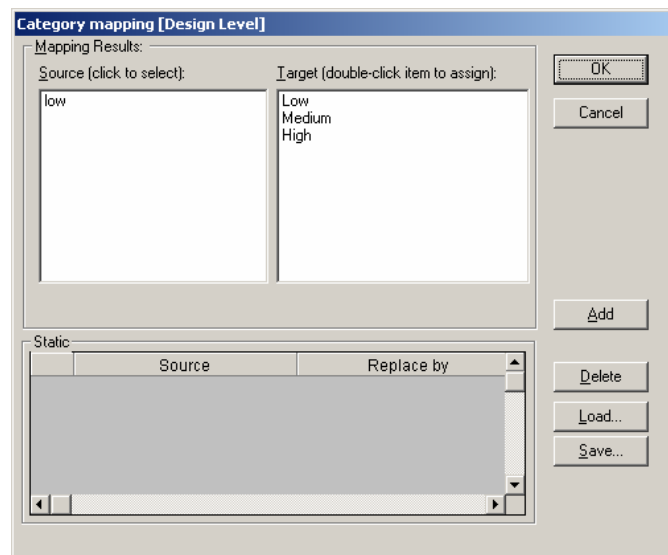 Category mapping [Design Level]
Mapping Results:
Source (click to select):
Target (double-click item to assign):
low
Low
Medium
High
OK
Cancel
Add
Static
Source Replace by
Delete
Load...
Save...